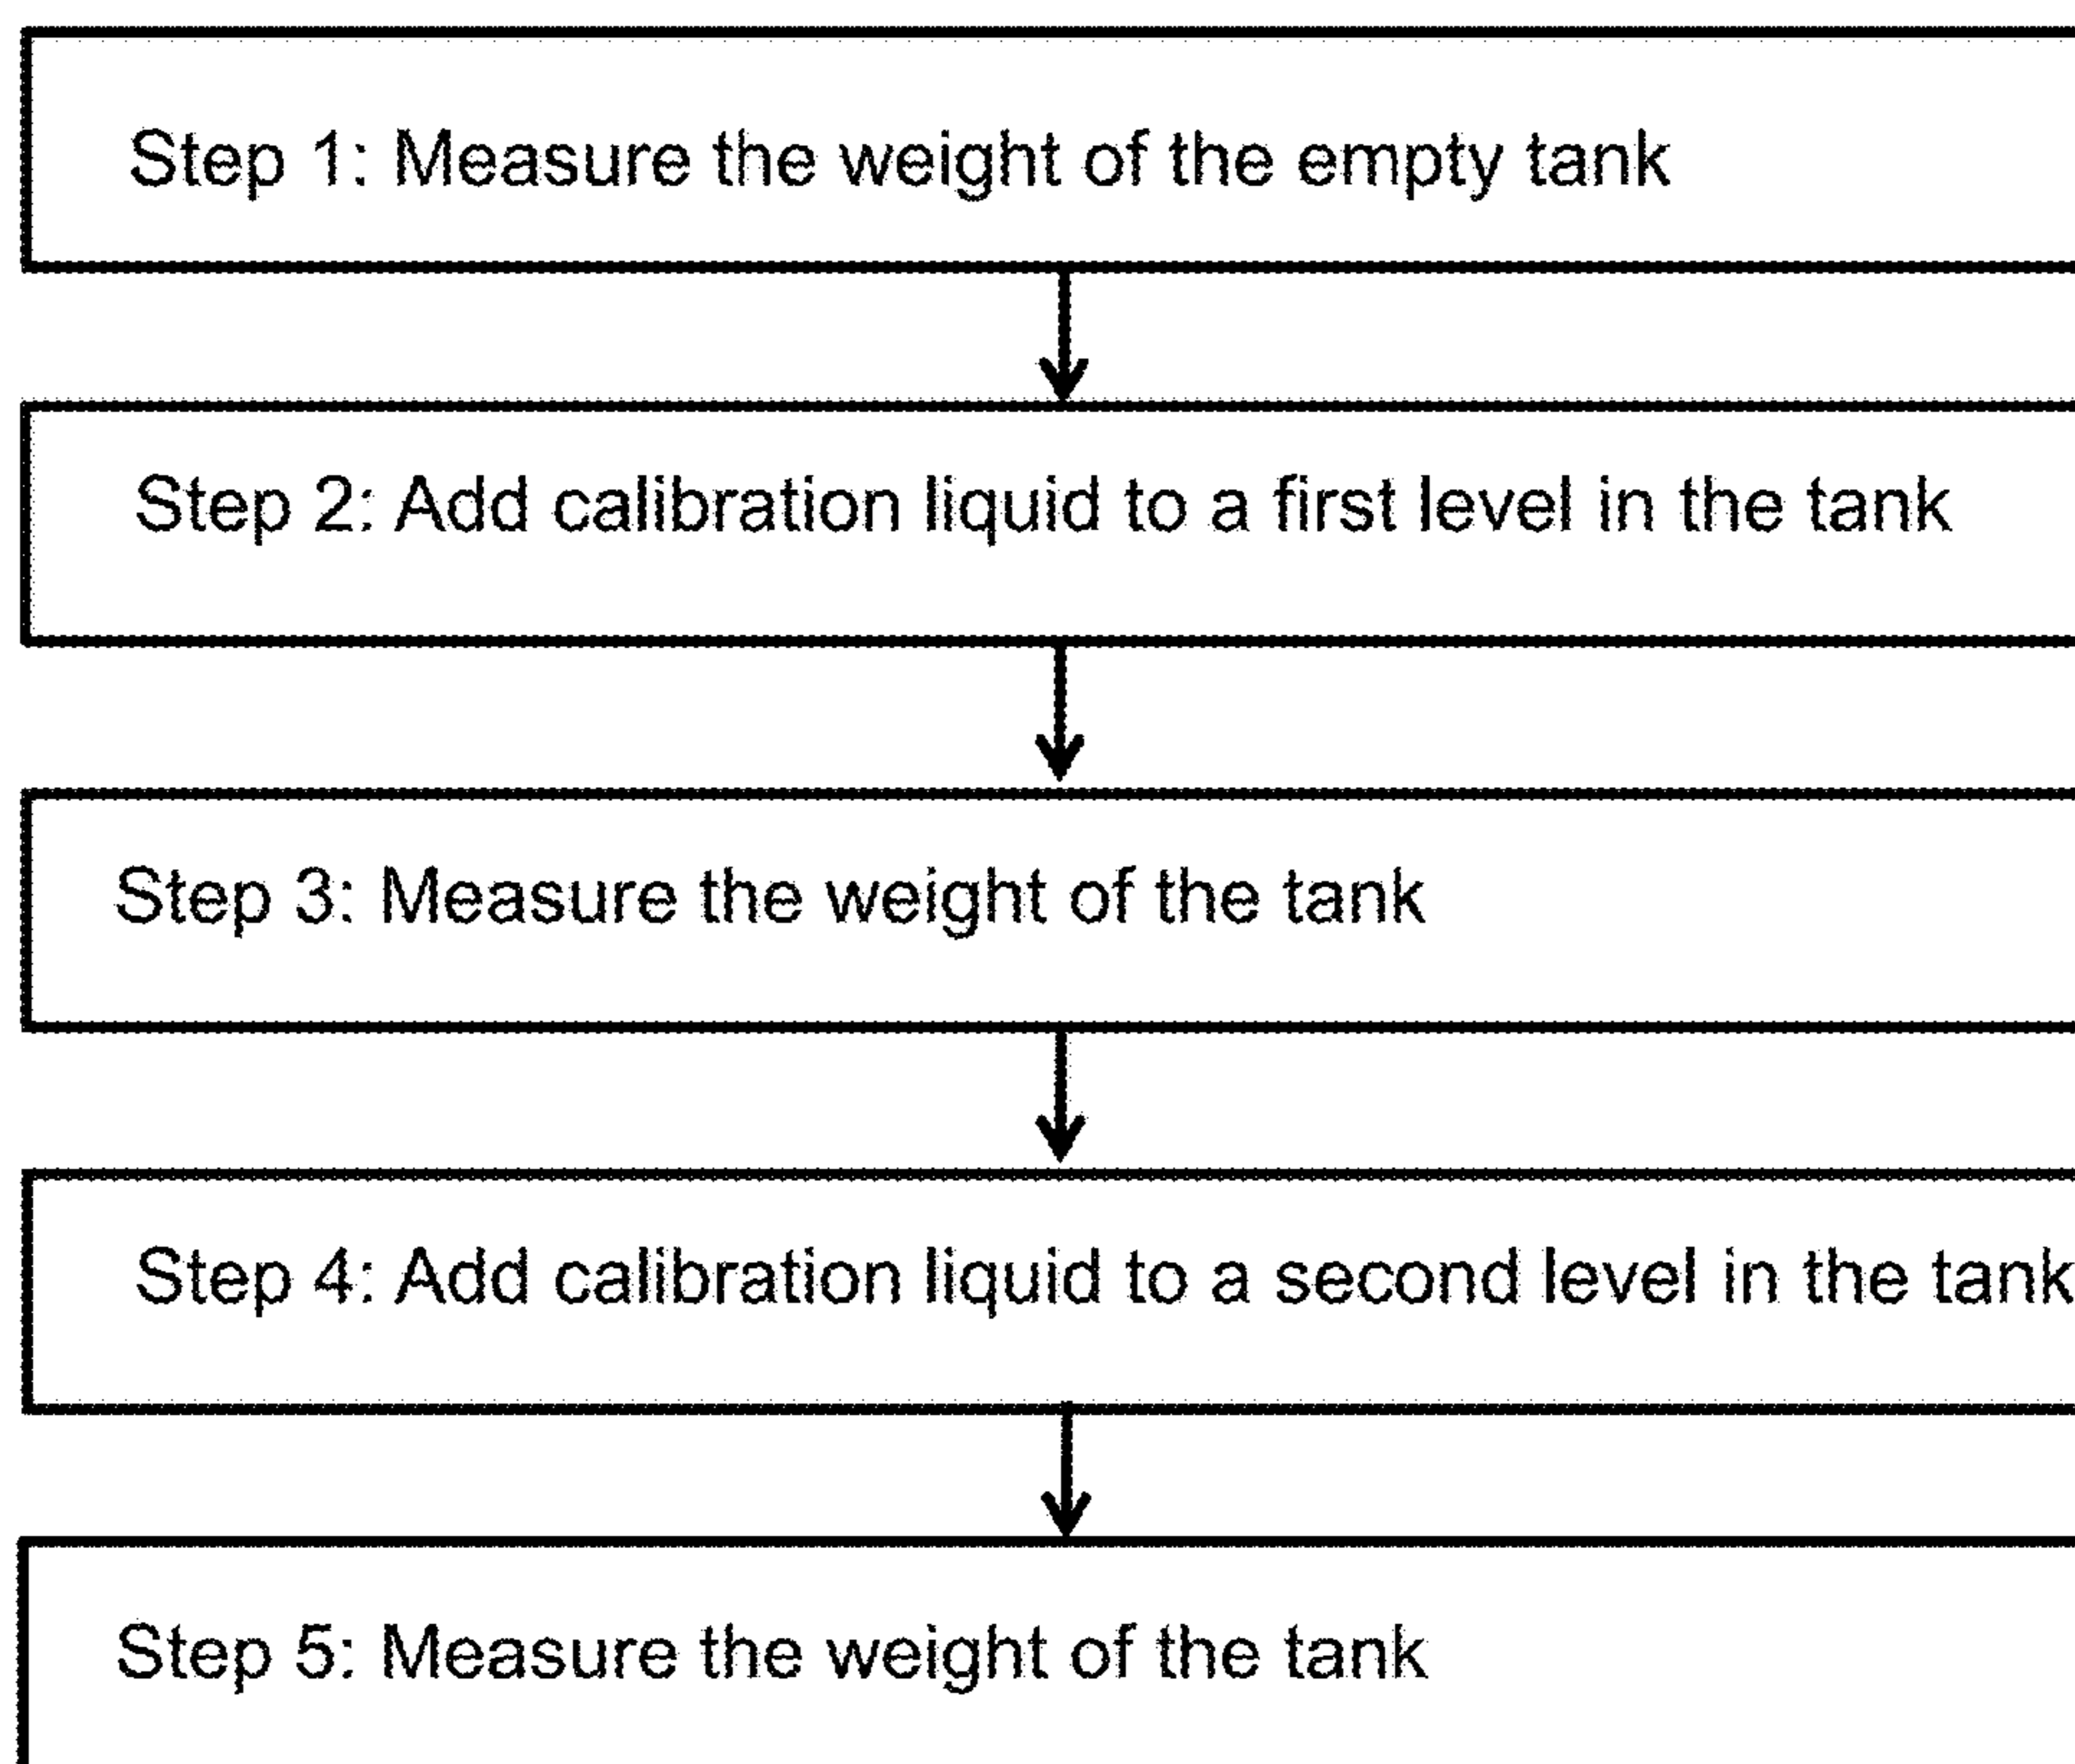 Step 1: Measure the weight of the empty tank
Step 2: Add calibration liquid to a first level in the tank
Step 3: Measure the weight of the tank
Step 4: Add calibration liquid to a second level in the tank
Step 5: Measure the weight of the tank